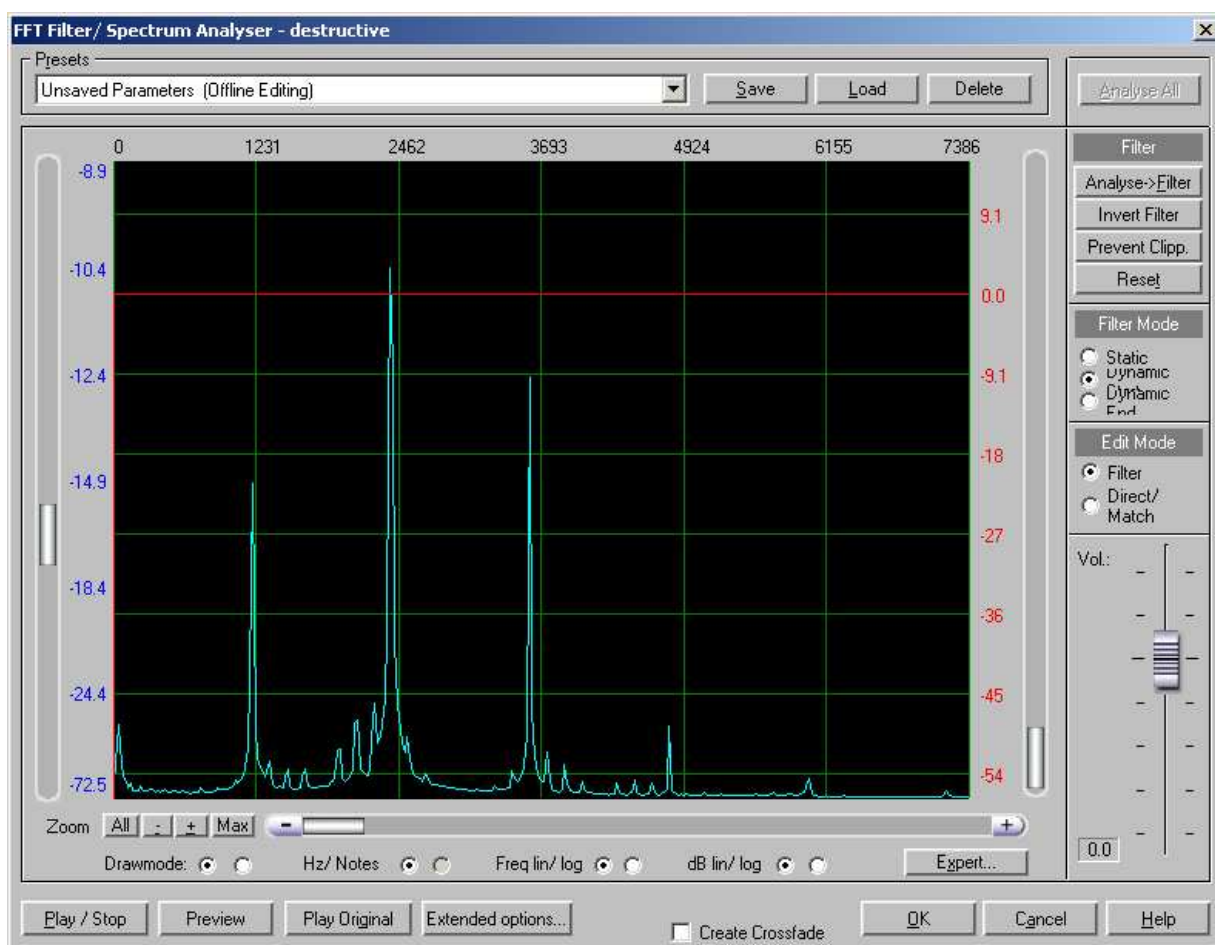 FFT Filter/ Spectrum Analyser - destructive
Presets
Unsaved Parameters (Offline Editing)
Save
Load
Delete
Analyse All
0 1231 2462 3693 4924 6155 7386
-8.9
-10.4
-12.4
-14.9
-18.4
-24.4
-72.5
9.1
0.0
-9.1
-18
-27
-36
-45
-54
Filter
Analyse->Filter
Invert Filter
Prevent Clipp.
Reset
Filter Mode
Static
Dynamic
Dynamic
End
Edit Mode
Filter
Direct/
Match
Vol.:
0.0
Zoom All - + Max - +
Drawmode: Hz/ Notes Freq lin/ log dB lin/ log Expert...
Play / Stop Preview Play Original Extended options... Create Crossfade OK Cancel Help